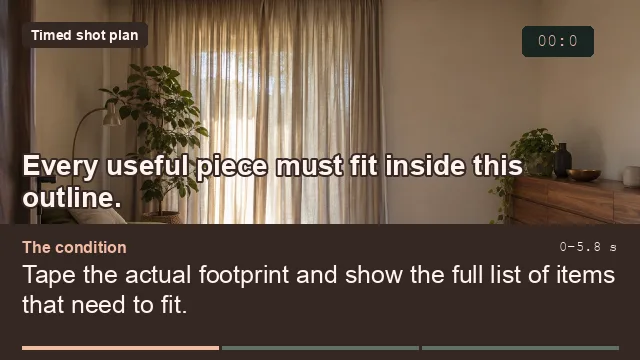 Timed shot plan
00:0
Every useful piece must fit inside this
outline.
The condition
0–5.8 s
Tape the actual footprint and show the full list of items
that need to fit.